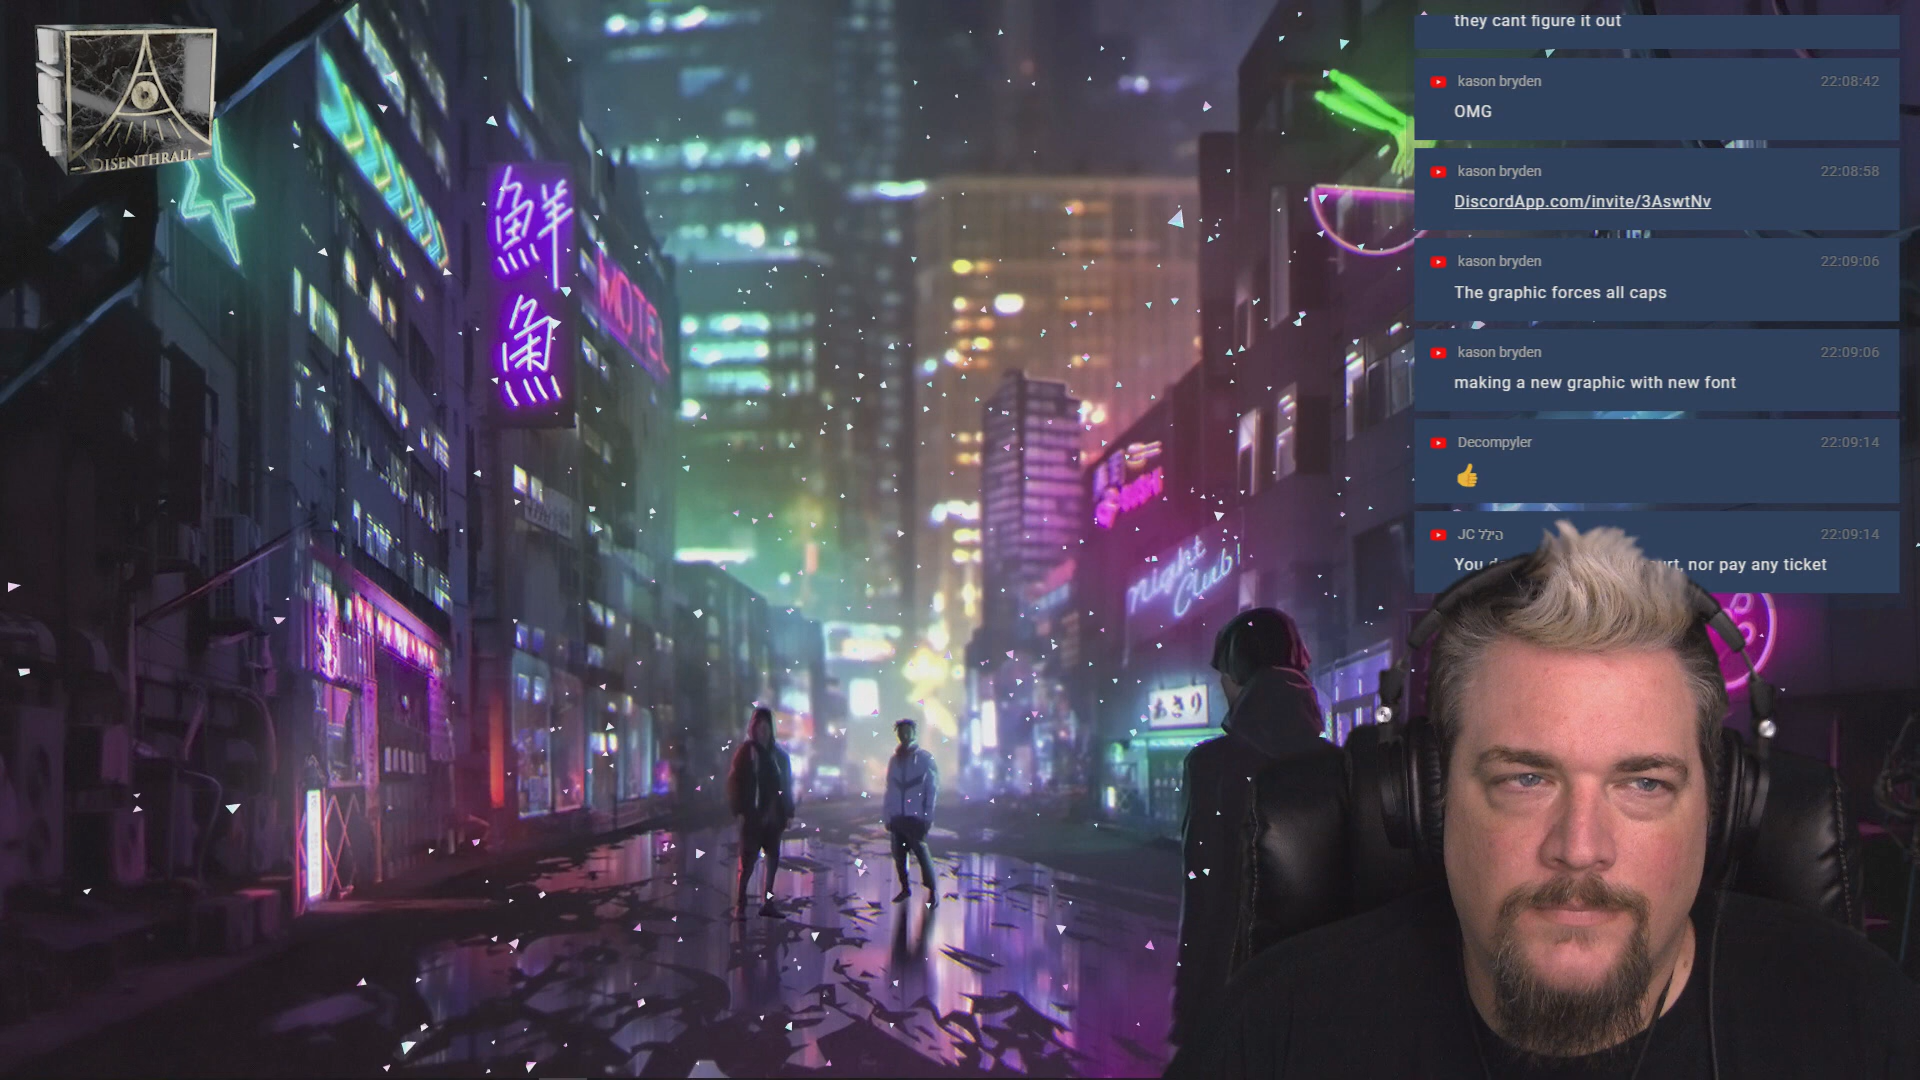 DISENTHRALL
鮮
魚
MOTEL
night
Club!
あさり
they cant figure it out
kason bryden 22:08:42
OMG
kason bryden 22:08:58
DiscordApp.com/invite/3AswtNv
kason bryden 22:09:06
The graphic forces all caps
kason bryden 22:09:06
making a new graphic with new font
Decompyler 22:09:14
👍
JC הילל 22:09:14
You nor pay any ticket